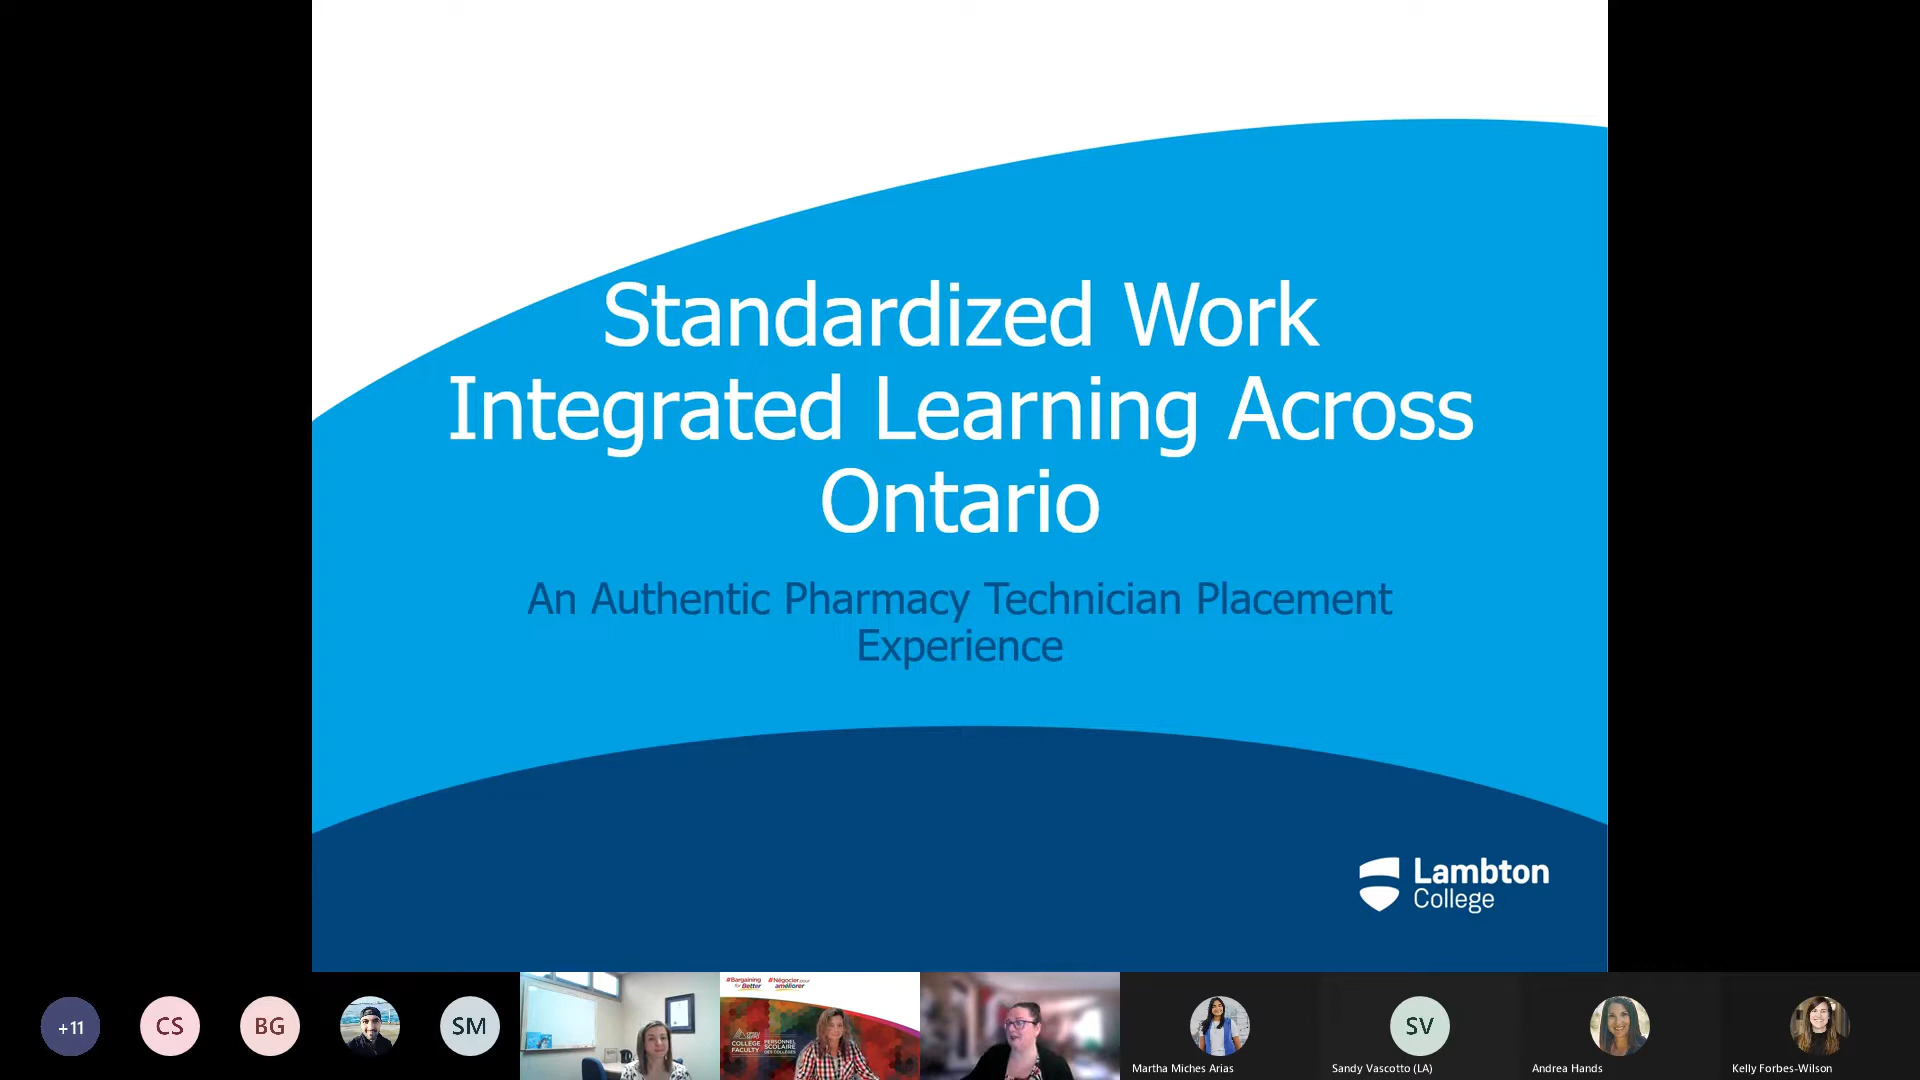 Standardized Work
Integrated Learning Across
Ontario
An Authentic Pharmacy Technician Placement
Experience
Lambton
College
+11
CS
BG
SM
#Bargaining
for Better
#Négocier pour
améliorer
COLLEGE
FACULTY
PERSONNEL
SCOLAIRE
DES COLLÈGES
Martha Miches Arias
SV
Sandy Vascotto (LA)
Andrea Hands
Kelly Forbes-Wilson